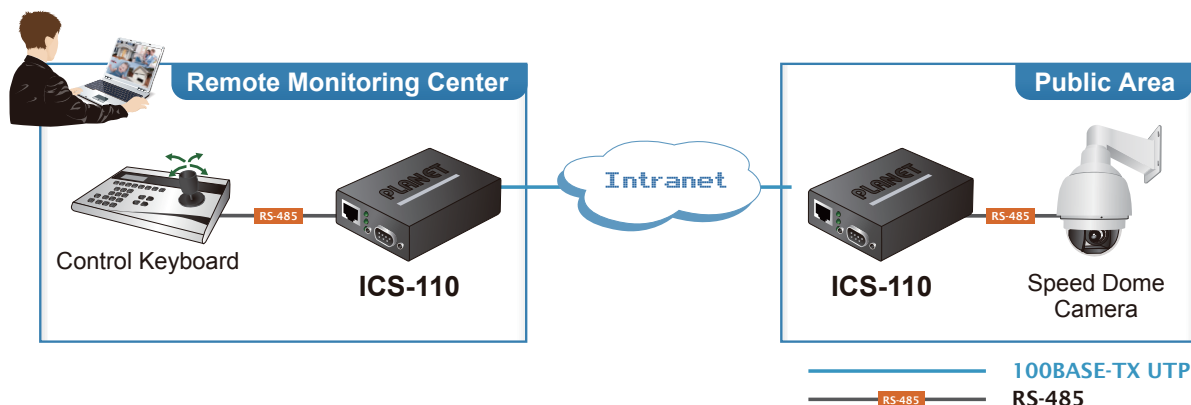 Remote Monitoring Center
Public Area
PLANET
Intranet
PLANET
RS-485
RS-485
Control Keyboard
ICS-110
ICS-110
Speed Dome
Camera
100BASE-TX UTP
RS-485
RS-485